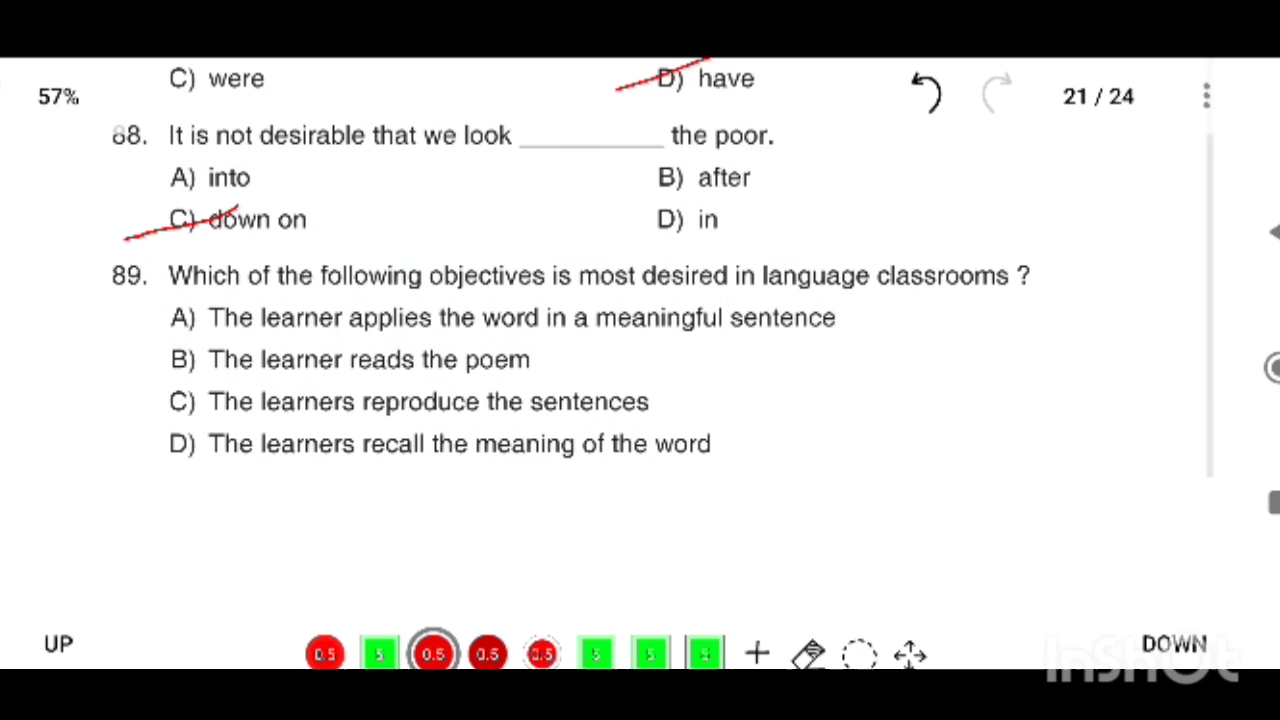 C) were D) have
57% 21 / 24
88. It is not desirable that we look __________ the poor.
A) into B) after
C) down on D) in
89. Which of the following objectives is most desired in language classrooms ?
A) The learner applies the word in a meaningful sentence
B) The learner reads the poem
C) The learners reproduce the sentences
D) The learners recall the meaning of the word
UP DOWN
0.5 5 0.5 0.5 0.5 5 5 5
InShOt